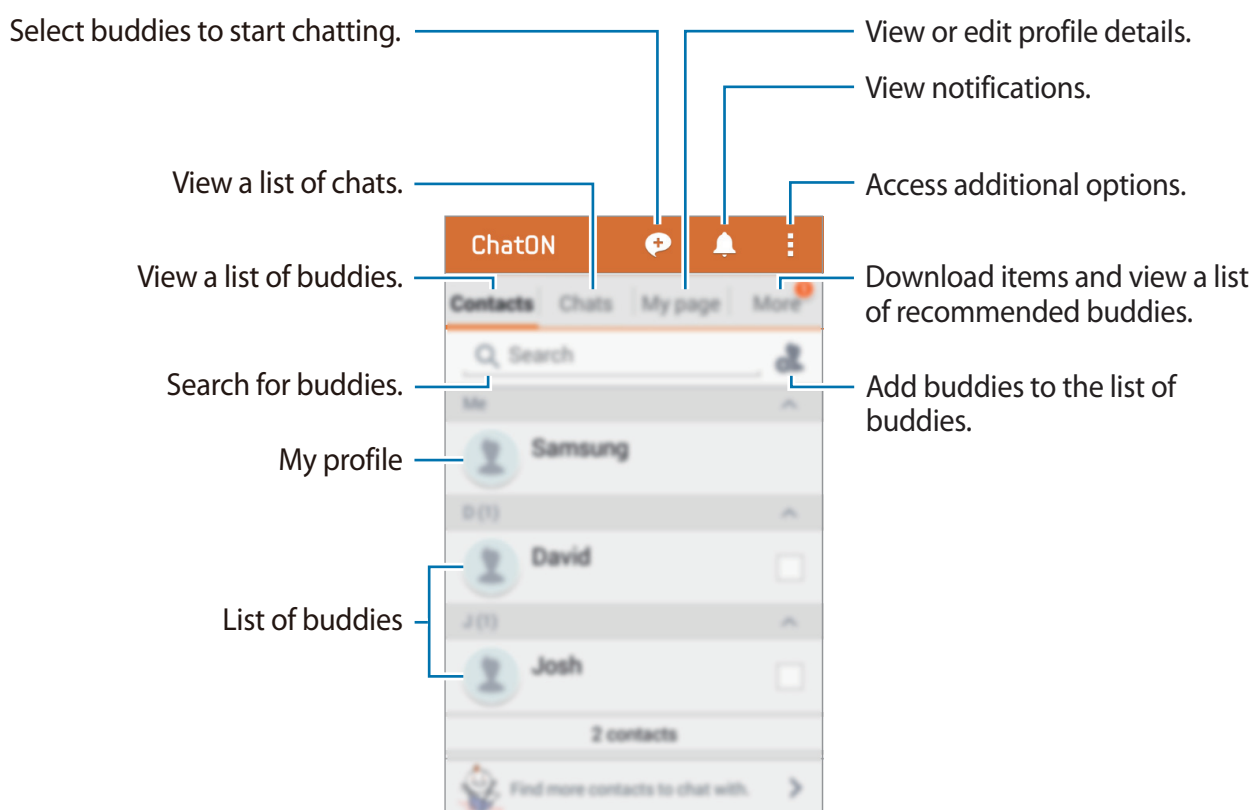 Select buddies to start chatting.
View or edit profile details.
View notifications.
View a list of chats.
Access additional options.
ChatON
View a list of buddies.
Download items and view a list
of recommended buddies.
Contacts
Chats
My page
More
Search
Search for buddies.
Add buddies to the list of
buddies.
Me
My profile
Samsung
D (1)
David
List of buddies
J (1)
Josh
2 contacts
Find more contacts to chat with.